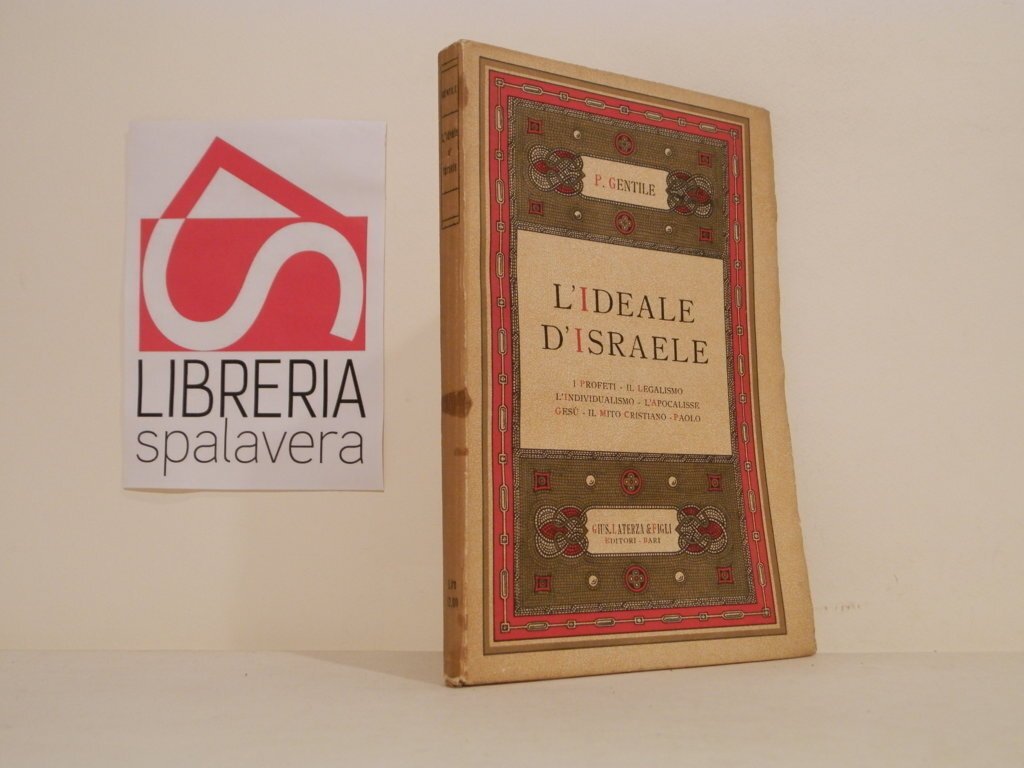 LIBRERIA
spalavera
P. GENTILE
L'IDEALE
D'ISRAELE
I PROFETI - IL LEGALISMO
L'INDIVIDUALISMO - L'APOCALISSE
GESÙ - IL MITO CRISTIANO - PAOLO
GIUS. LATERZA & FIGLI
EDITORI - BARI